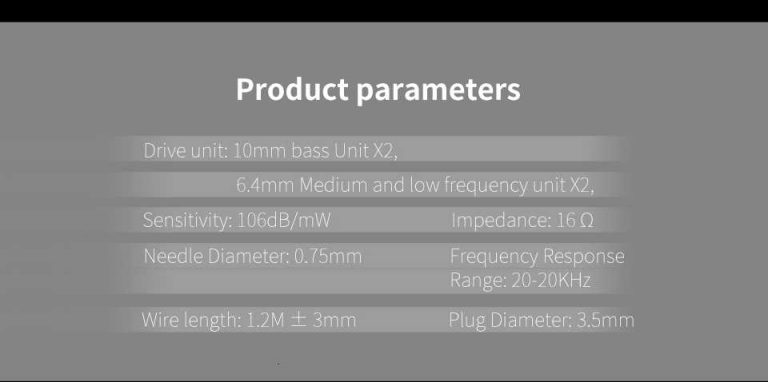 Product parameters
Drive unit: 10mm bass Unit X2,
6.4mm Medium and low frequency unit X2,
Sensitivity: 106dB/mW
Impedance: 16 Ω
Needle Diameter: 0.75mm
Frequency Response
Range: 20-20KHz
Wire length: 1.2M ± 3mm
Plug Diameter: 3.5mm